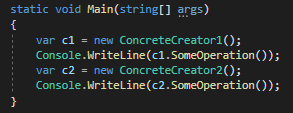 static void Main(string[] args)
{
    var c1 = new ConcreteCreator1();
    Console.WriteLine(c1.SomeOperation());
    var c2 = new ConcreteCreator2();
    Console.WriteLine(c2.SomeOperation());
}